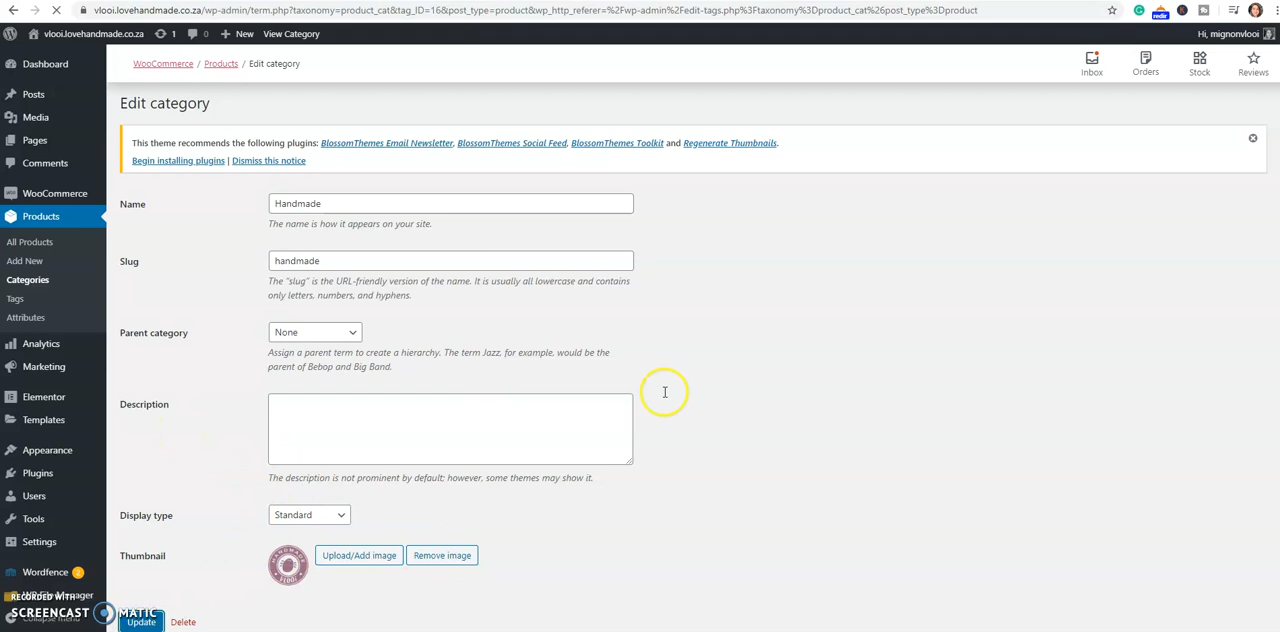 vlooi.lovehandmade.co.za/wp-admin/term.php?taxonomy=product_cat&tag_ID=16&post_type=product&wp_http_referer=%2Fwp-admin%2Fedit-tags.php%3Ftaxonomy%3Dproduct_cat%26post_type%3Dproduct
vlooi.lovehandmade.co.za 1 0 New View Category Hi, mignonvlooi
Dashboard
Posts
Media
Pages
Comments
WooCommerce
Products
All Products
Add New
Categories
Tags
Attributes
Analytics
Marketing
Elementor
Templates
Appearance
Plugins
Users
Tools
Settings
Wordfence 2
WP File Manager
Collapse menu
RECORDED WITH
SCREENCAST MATIC
WooCommerce / Products / Edit category
Inbox Orders Stock Reviews
Edit category
This theme recommends the following plugins: BlossomThemes Email Newsletter, BlossomThemes Social Feed, BlossomThemes Toolkit and Regenerate Thumbnails.
Begin installing plugins | Dismiss this notice
Name Handmade
The name is how it appears on your site.
Slug handmade
The “slug” is the URL-friendly version of the name. It is usually all lowercase and contains
only letters, numbers, and hyphens.
Parent category None
Assign a parent term to create a hierarchy. The term Jazz, for example, would be the
parent of Bebop and Big Band.
Description
The description is not prominent by default; however, some themes may show it.
Display type Standard
Thumbnail Upload/Add image Remove image
HANDMADE
VLOOI
Update Delete